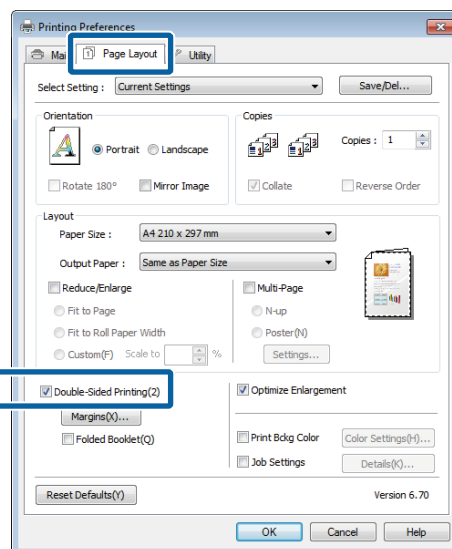 Printing Preferences
Mai Page Layout Utility
Select Setting : Current Settings Save/Del...
Orientation
Portrait Landscape
Rotate 180° Mirror Image
Copies
Copies : 1
Collate Reverse Order
Layout
Paper Size : A4 210 x 297 mm
Output Paper : Same as Paper Size
Reduce/Enlarge
Fit to Page
Fit to Roll Paper Width
Custom(F) Scale to %
Multi-Page
N-up
Poster(N)
Settings...
Double-Sided Printing(2)
Margins(X)...
Folded Booklet(Q)
Optimize Enlargement
Print Bckg Color Color Settings(H)...
Job Settings Details(K)...
Reset Defaults(Y) Version 6.70
OK Cancel Help